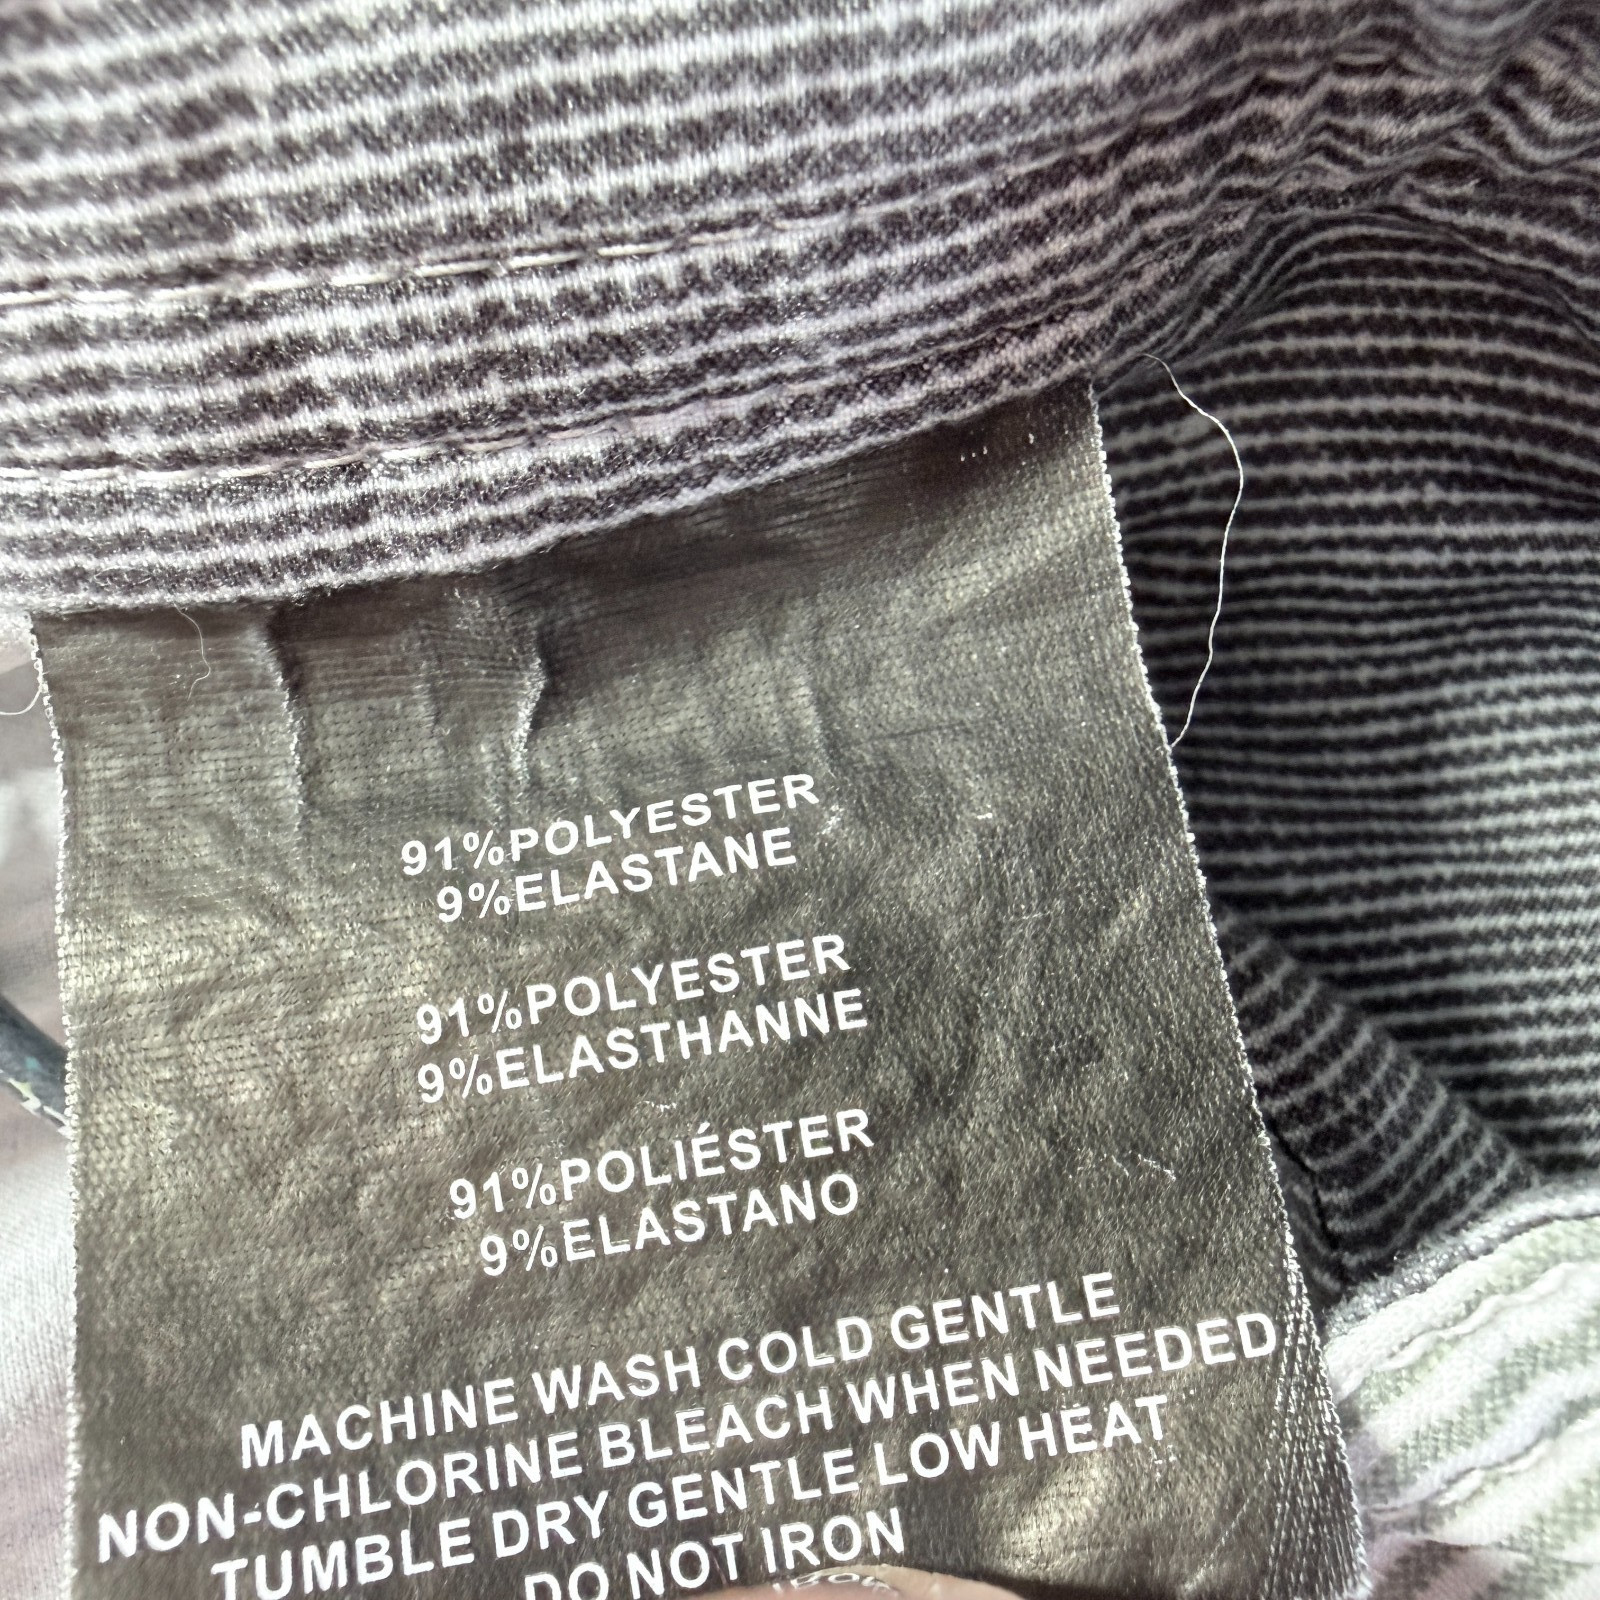 91%POLYESTER
9%ELASTANE
91%POLYESTER
9%ELASTHANNE
91%POLIÉSTER
9%ELASTANO
MACHINE WASH COLD GENTLE
NON-CHLORINE BLEACH WHEN NEEDED
TUMBLE DRY GENTLE LOW HEAT
DO NOT IRON